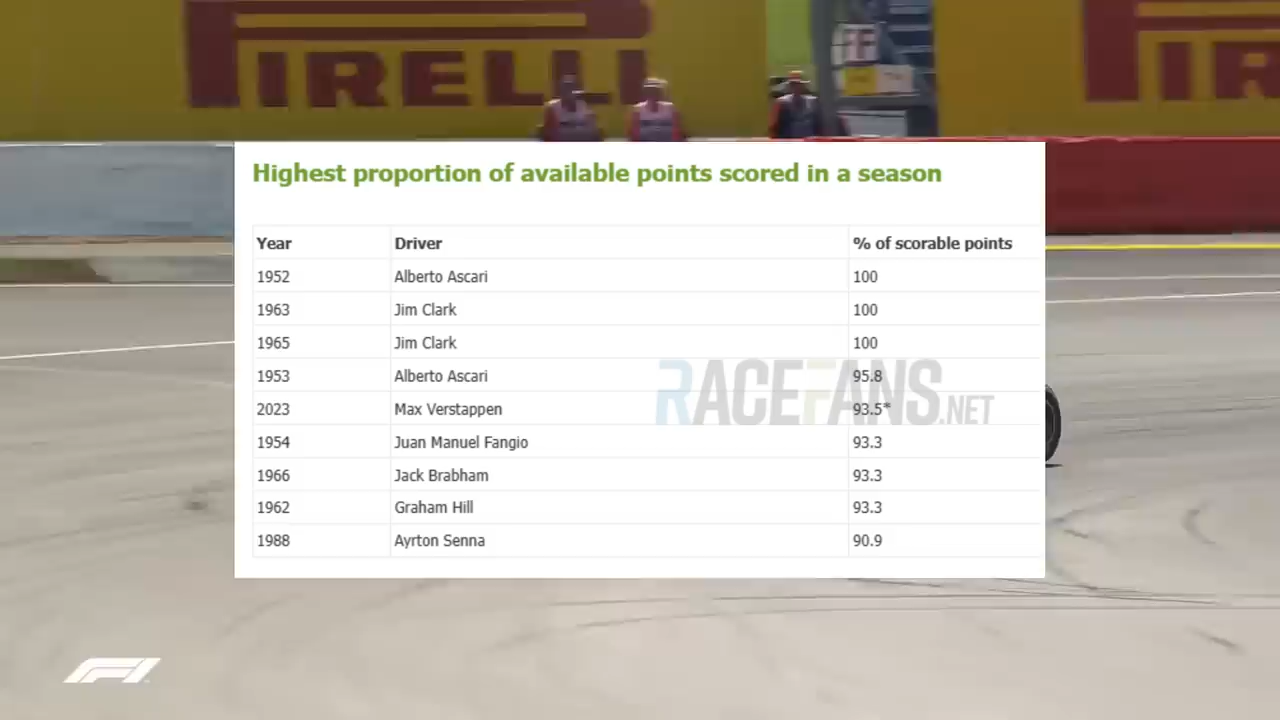 PIRELLI
Highest proportion of available points scored in a season
Year Driver % of scorable points
1952 Alberto Ascari 100
1963 Jim Clark 100
1965 Jim Clark 100
1953 Alberto Ascari 95.8
2023 Max Verstappen 93.5*
1954 Juan Manuel Fangio 93.3
1966 Jack Brabham 93.3
1962 Graham Hill 93.3
1988 Ayrton Senna 90.9
RACEFANS.NET
F1